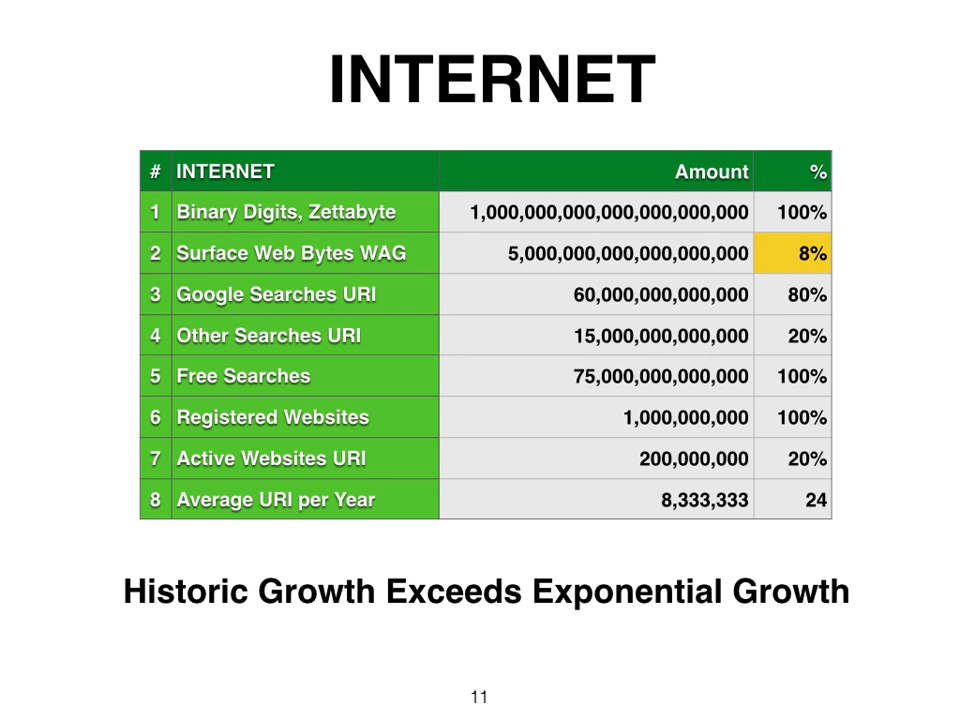 INTERNET
# INTERNET Amount %
1 Binary Digits, Zettabyte 1,000,000,000,000,000,000,000 100%
2 Surface Web Bytes WAG 5,000,000,000,000,000,000 8%
3 Google Searches URI 60,000,000,000,000 80%
4 Other Searches URI 15,000,000,000,000 20%
5 Free Searches 75,000,000,000,000 100%
6 Registered Websites 1,000,000,000 100%
7 Active Websites URI 200,000,000 20%
8 Average URI per Year 8,333,333 24
Historic Growth Exceeds Exponential Growth
11